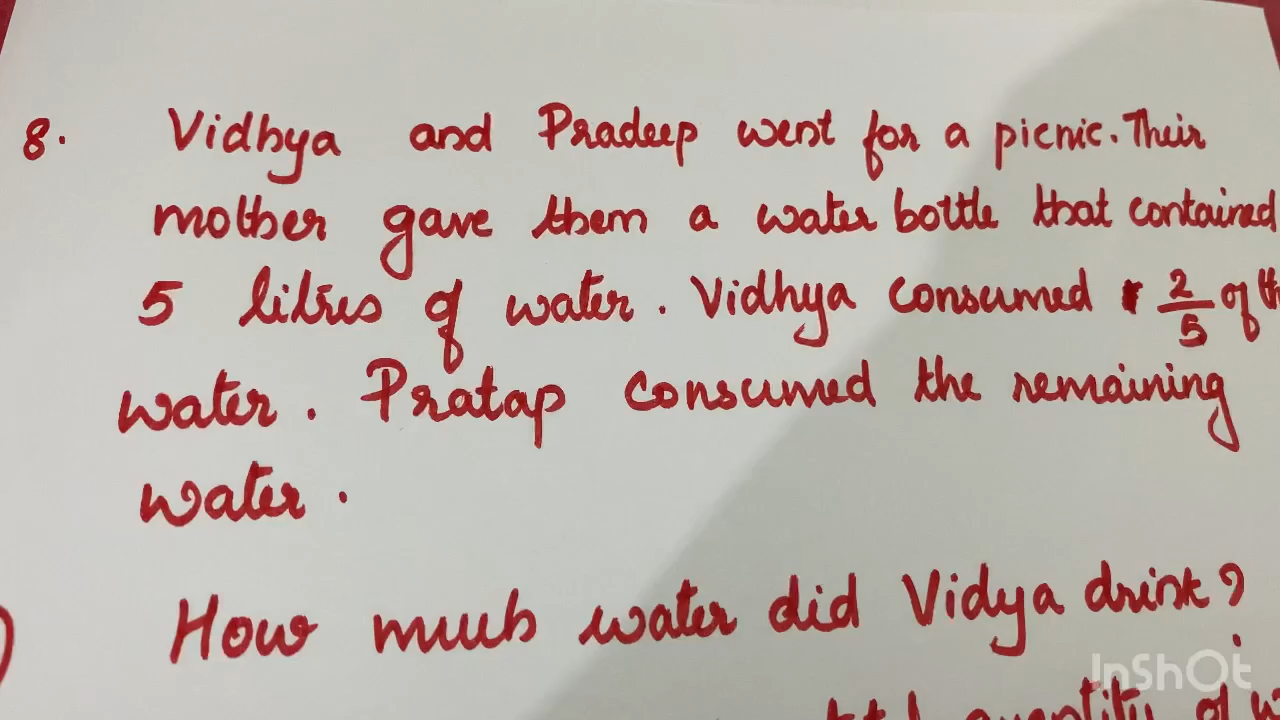 8. Vidhya and Pradeep went for a picnic. Their
mother gave them a water bottle that contained
5 litres of water. Vidhya consumed 2/5 of th
water. Pratap consumed the remaining
water.
How much water did Vidya drink?
quantity of w
InShOt